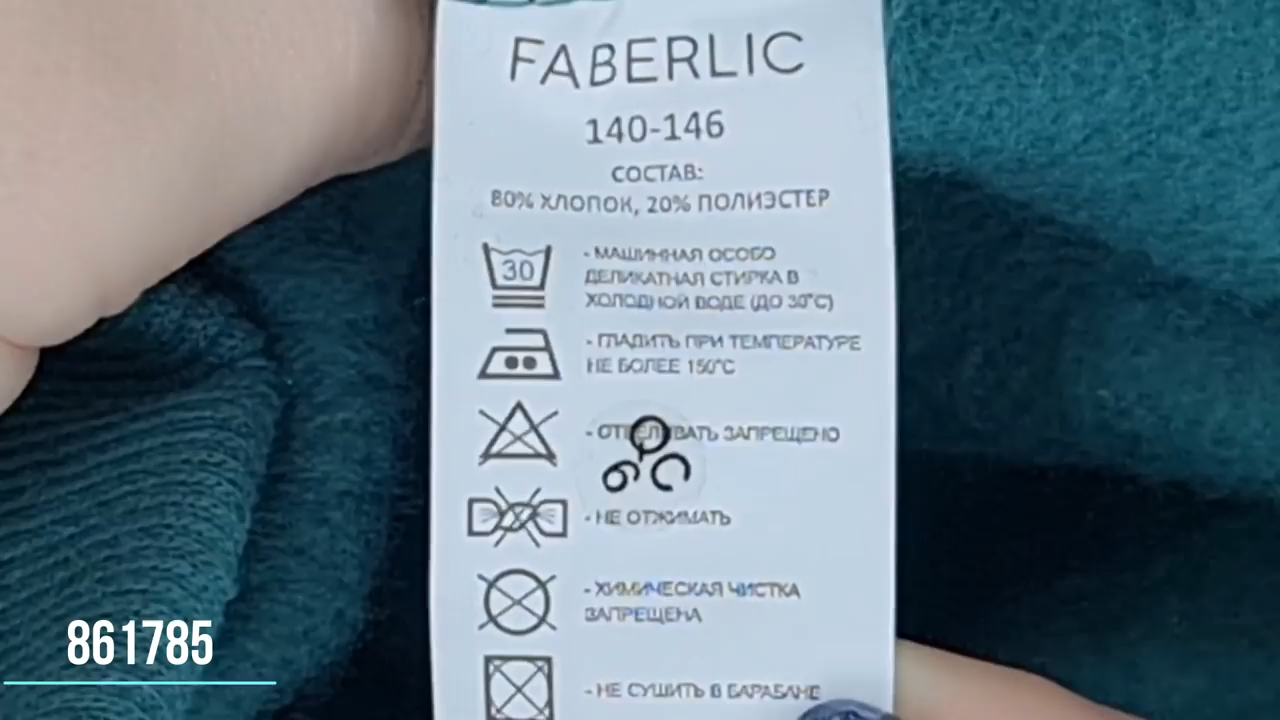 FABERLIC
140-146
СОСТАВ:
80% ХЛОПОК, 20% ПОЛИЭСТЕР
30
- МАШИННАЯ ОСОБО
ДЕЛИКАТНАЯ СТИРКА В
ХОЛОДНОЙ ВОДЕ (ДО 30°С)
- ГЛАДИТЬ ПРИ ТЕМПЕРАТУРЕ
НЕ БОЛЕЕ 150°С
- ОТБЕЛИВАТЬ ЗАПРЕЩЕНО
- НЕ ОТЖИМАТЬ
- ХИМИЧЕСКАЯ ЧИСТКА
ЗАПРЕЩЕНА
- НЕ СУШИТЬ В БАРАБАНЕ
861785